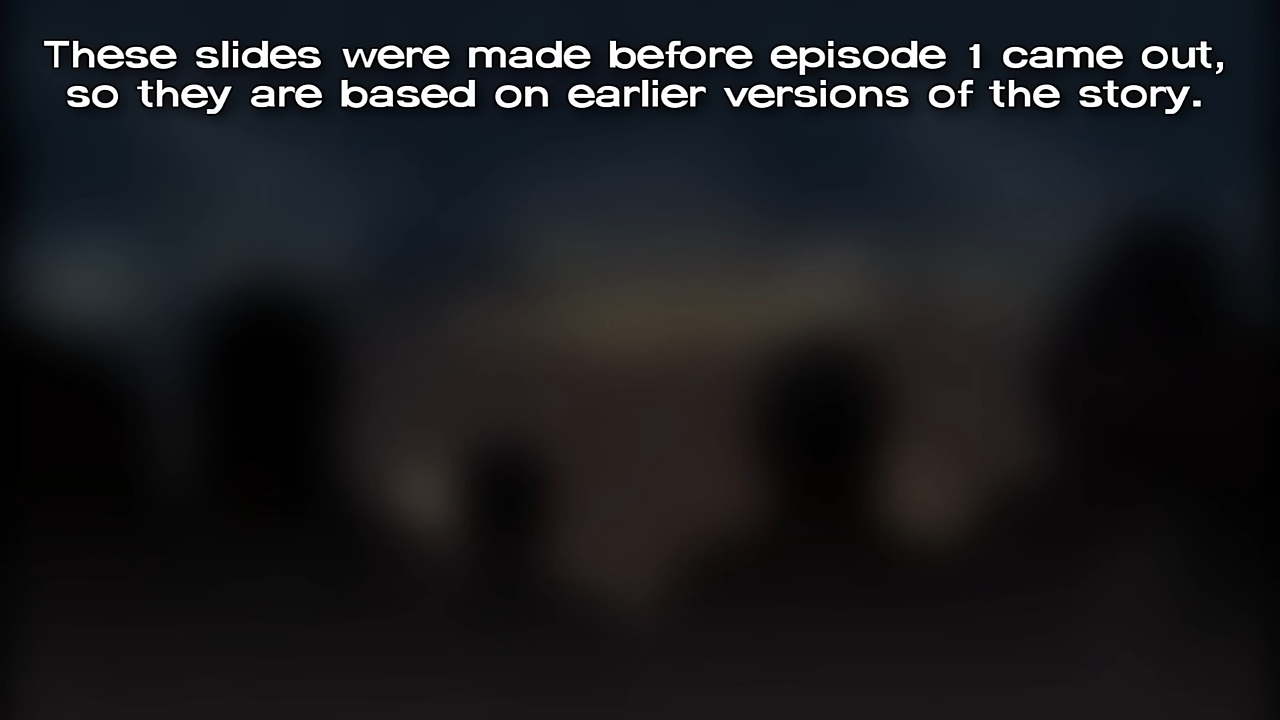 These slides were made before episode 1 came out,
so they are based on earlier versions of the story.